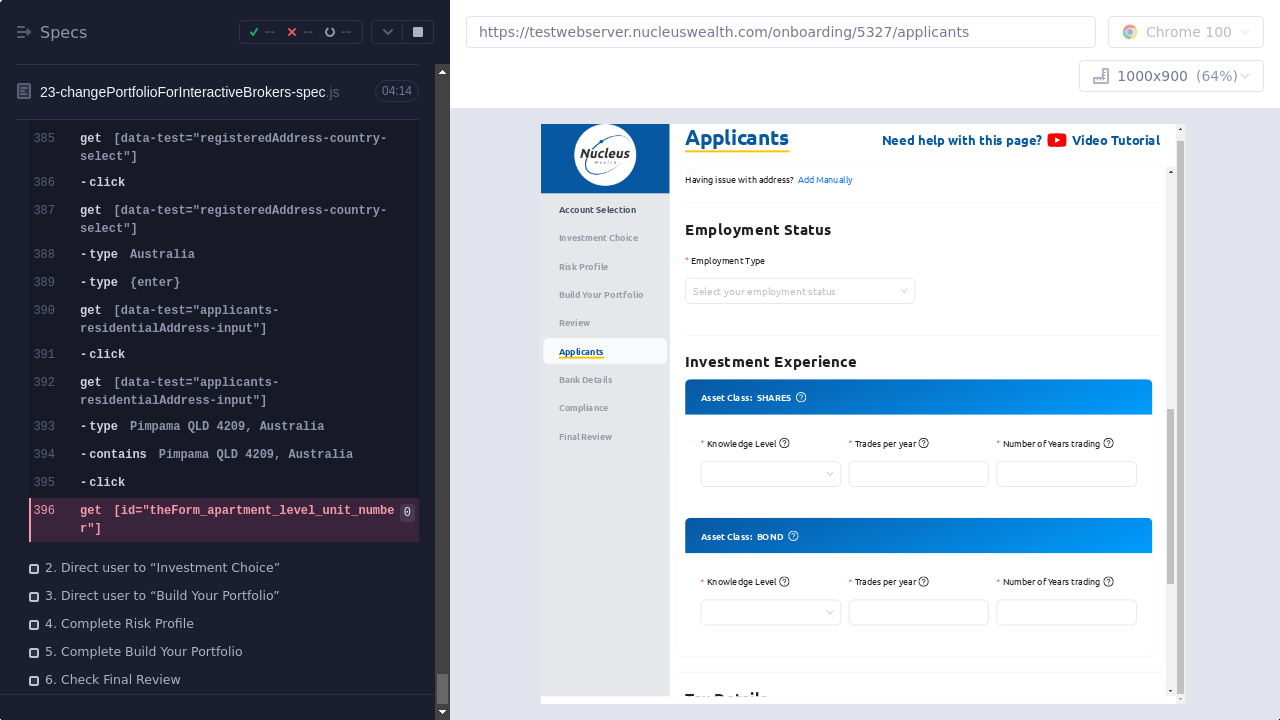 Specs
--
--
--
23-changePortfolioForInteractiveBrokers-spec.js
04:14
385 get [data-test="registeredAddress-country-
select"]
386 -click
387 get [data-test="registeredAddress-country-
select"]
388 -type Australia
389 -type {enter}
390 get [data-test="applicants-
residentialAddress-input"]
391 -click
392 get [data-test="applicants-
residentialAddress-input"]
393 -type Pimpama QLD 4209, Australia
394 -contains Pimpama QLD 4209, Australia
395 -click
396 get [id="theForm_apartment_level_unit_numbe
r"]
0
2. Direct user to “Investment Choice”
3. Direct user to “Build Your Portfolio”
4. Complete Risk Profile
5. Complete Build Your Portfolio
6. Check Final Review
https://testwebserver.nucleuswealth.com/onboarding/5327/applicants
Chrome 100
1000x900 (64%)
Nucleus
Wealth
Account Selection
Investment Choice
Risk Profile
Build Your Portfolio
Review
Applicants
Bank Details
Compliance
Final Review
Applicants
Need help with this page? Video Tutorial
Having issue with address? Add Manually
Employment Status
* Employment Type
Select your employment status
Investment Experience
Asset Class: SHARES
* Knowledge Level * Trades per year * Number of Years trading
Asset Class: BOND
* Knowledge Level * Trades per year * Number of Years trading
Tax Details